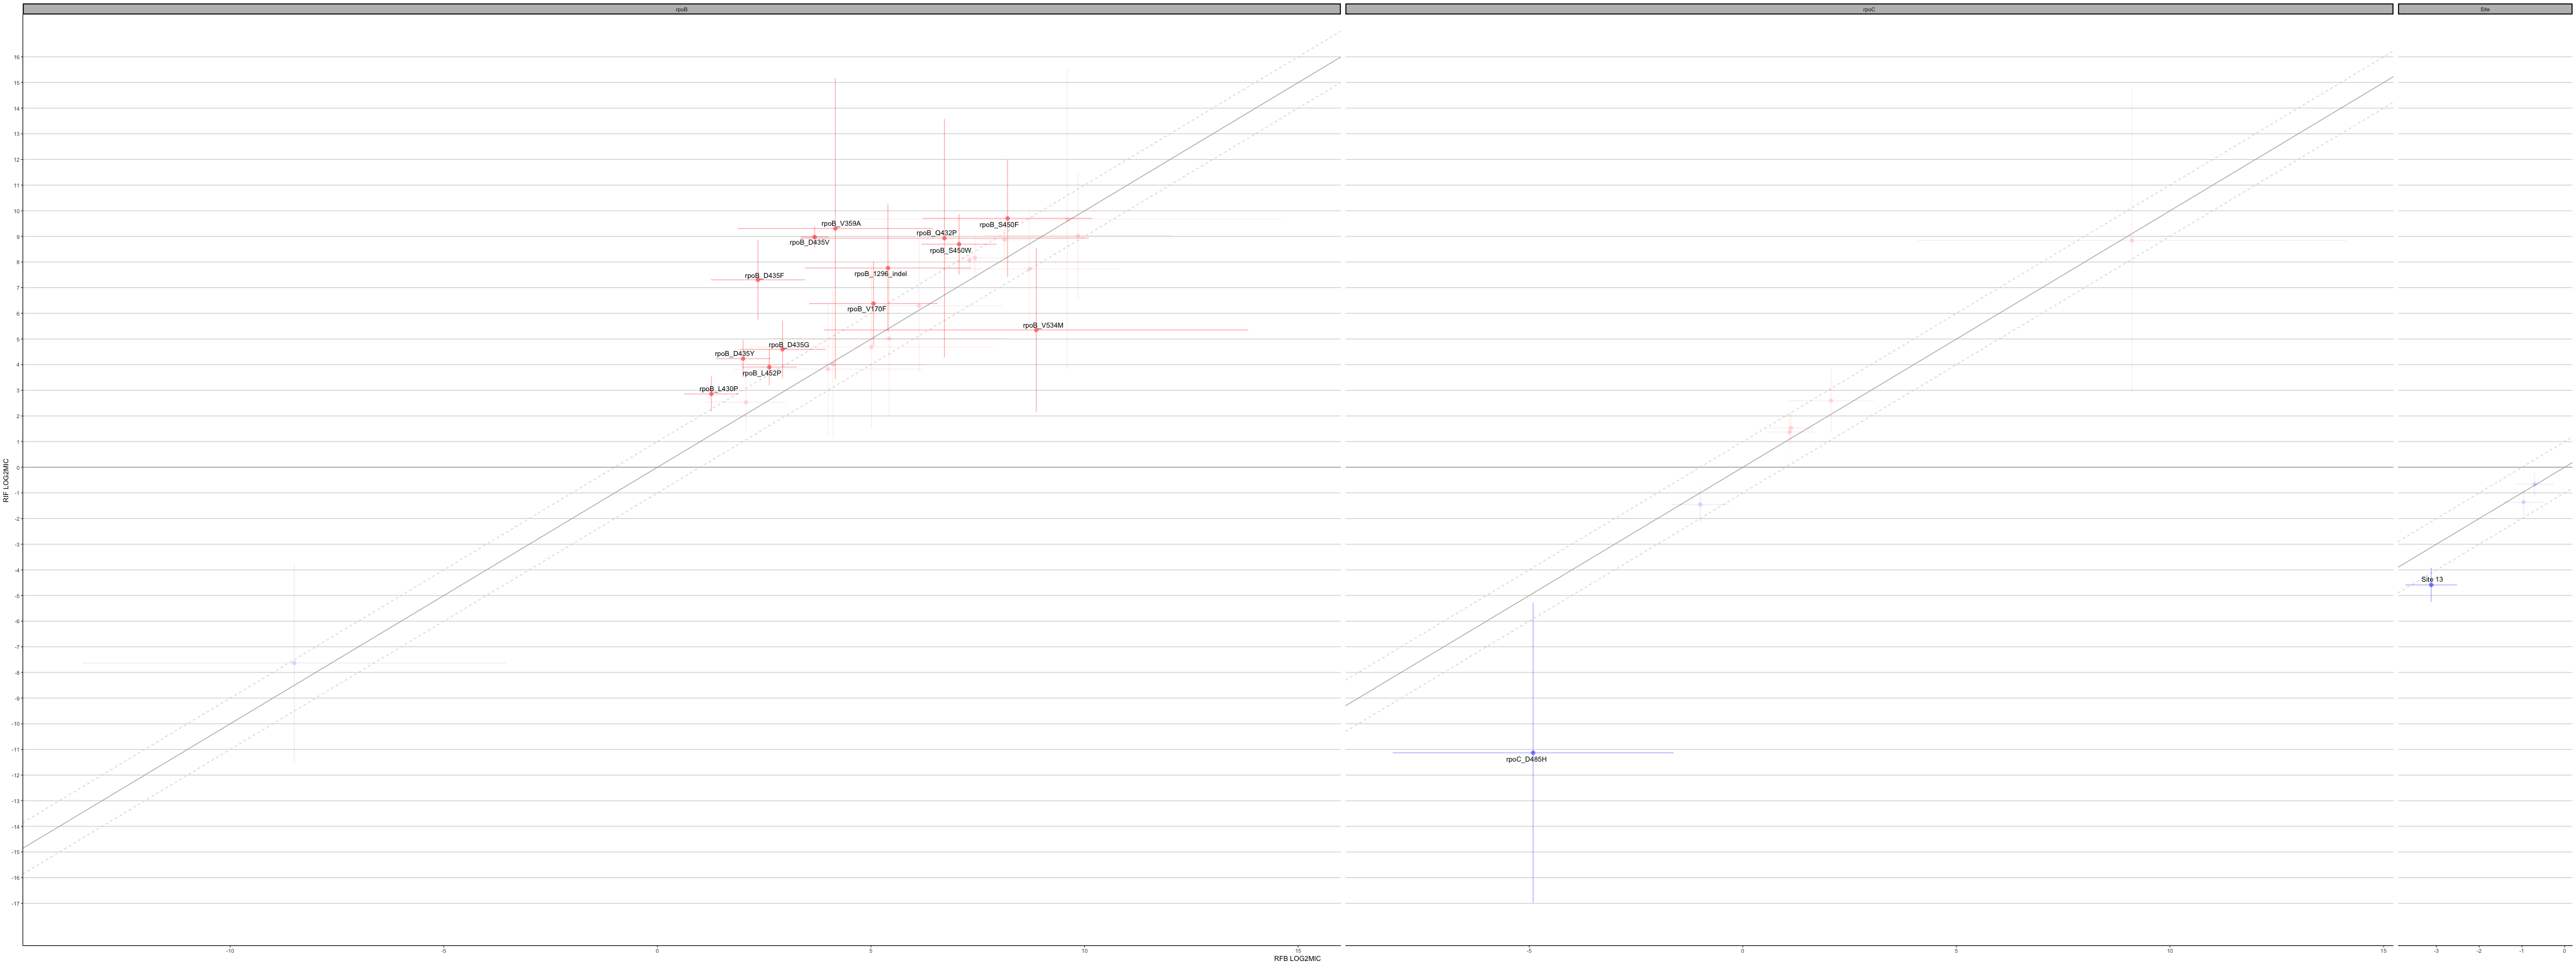 rpoB
rpoC
Site
16
15
14
13
12
11
10
9
8
7
6
5
4
3
2
1
0
-1
-2
-3
-4
-5
-6
-7
-8
-9
-10
-11
-12
-13
-14
-15
-16
-17
RIF LOG2MIC
rpoB_V359A
rpoB_S450F
rpoB_Q432P
rpoB_D435V
rpoB_S450W
rpoB_1296_indel
rpoB_D435F
rpoB_V170F
rpoB_V534M
rpoB_D435G
rpoB_D435Y
rpoB_L452P
rpoB_L430P
rpoC_D485H
Site 13
-10
-5
0
5
10
15
-5
0
5
10
15
-3
-2
-1
0
RFB LOG2MIC